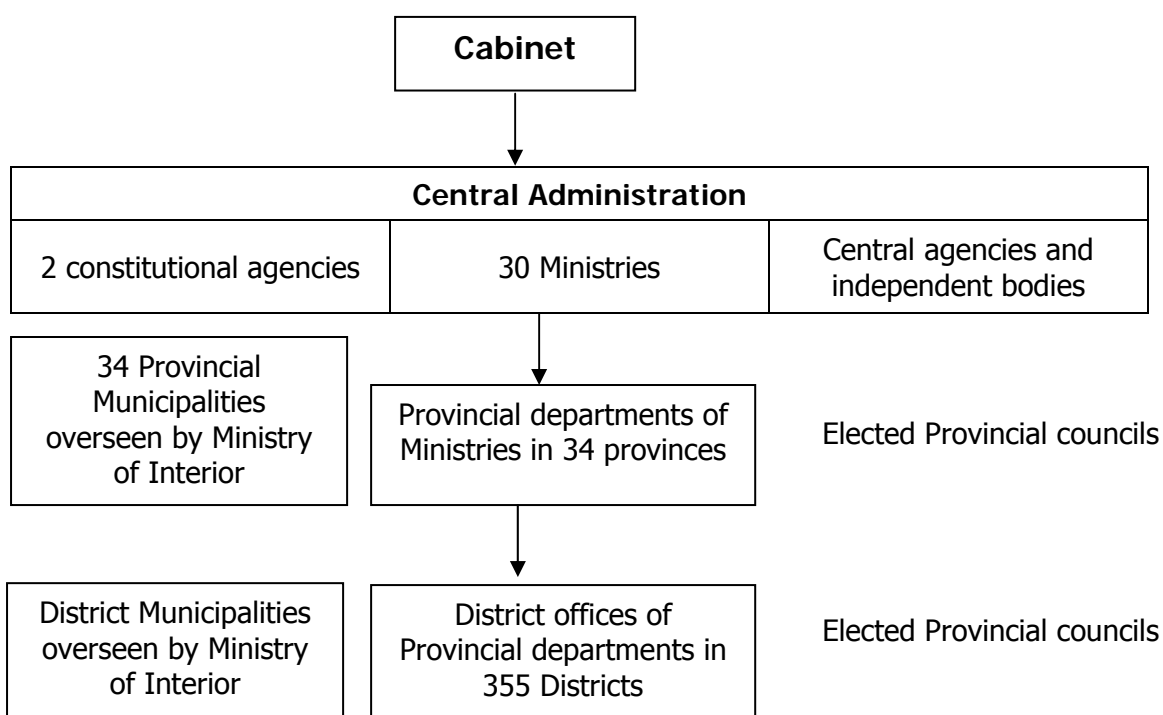 Cabinet
Central Administration
2 constitutional agencies
30 Ministries
Central agencies and
independent bodies
34 Provincial
Municipalities
overseen by Ministry
of Interior
Provincial departments of
Ministries in 34 provinces
Elected Provincial councils
District Municipalities
overseen by Ministry
of Interior
District offices of
Provincial departments in
355 Districts
Elected Provincial councils